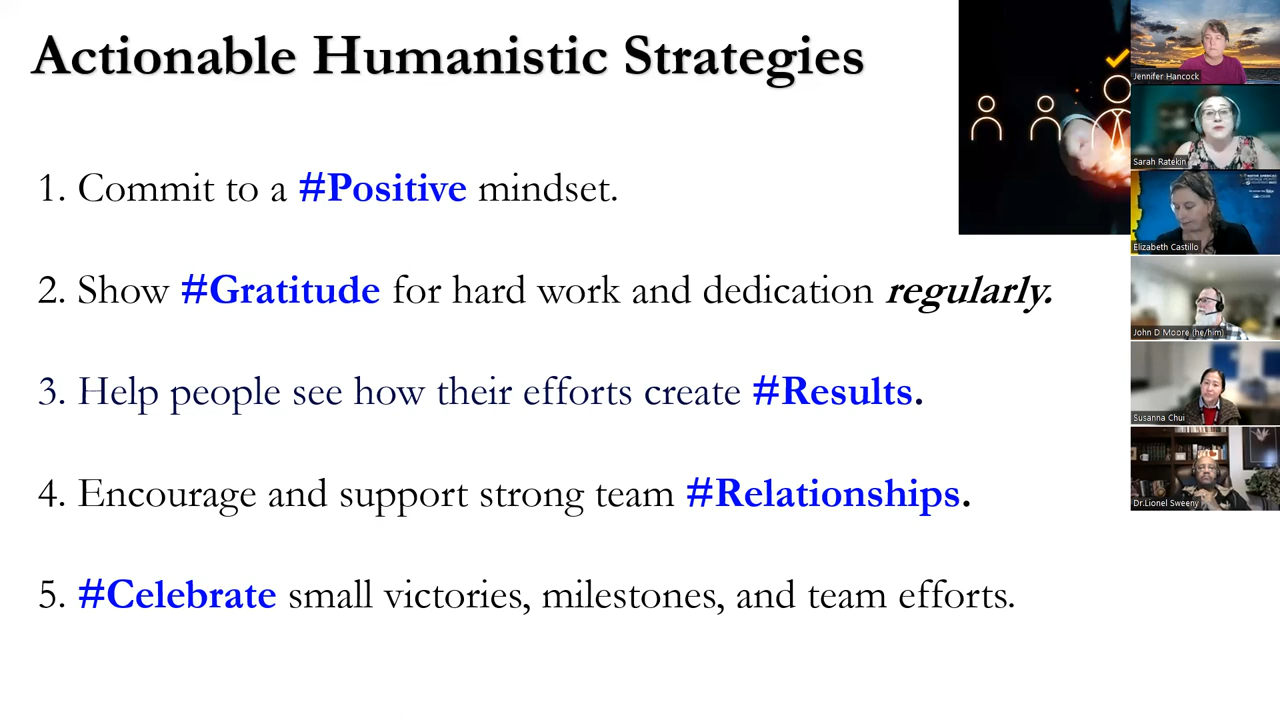 Actionable Humanistic Strategies
1. Commit to a #Positive mindset.
2. Show #Gratitude for hard work and dedication regularly.
3. Help people see how their efforts create #Results.
4. Encourage and support strong team #Relationships.
5. #Celebrate small victories, milestones, and team efforts.
Jennifer Hancock
Sarah Ratekin
Elizabeth Castillo
John D Moore (he/him)
Susanna Chui
Dr.Lionel Sweeny